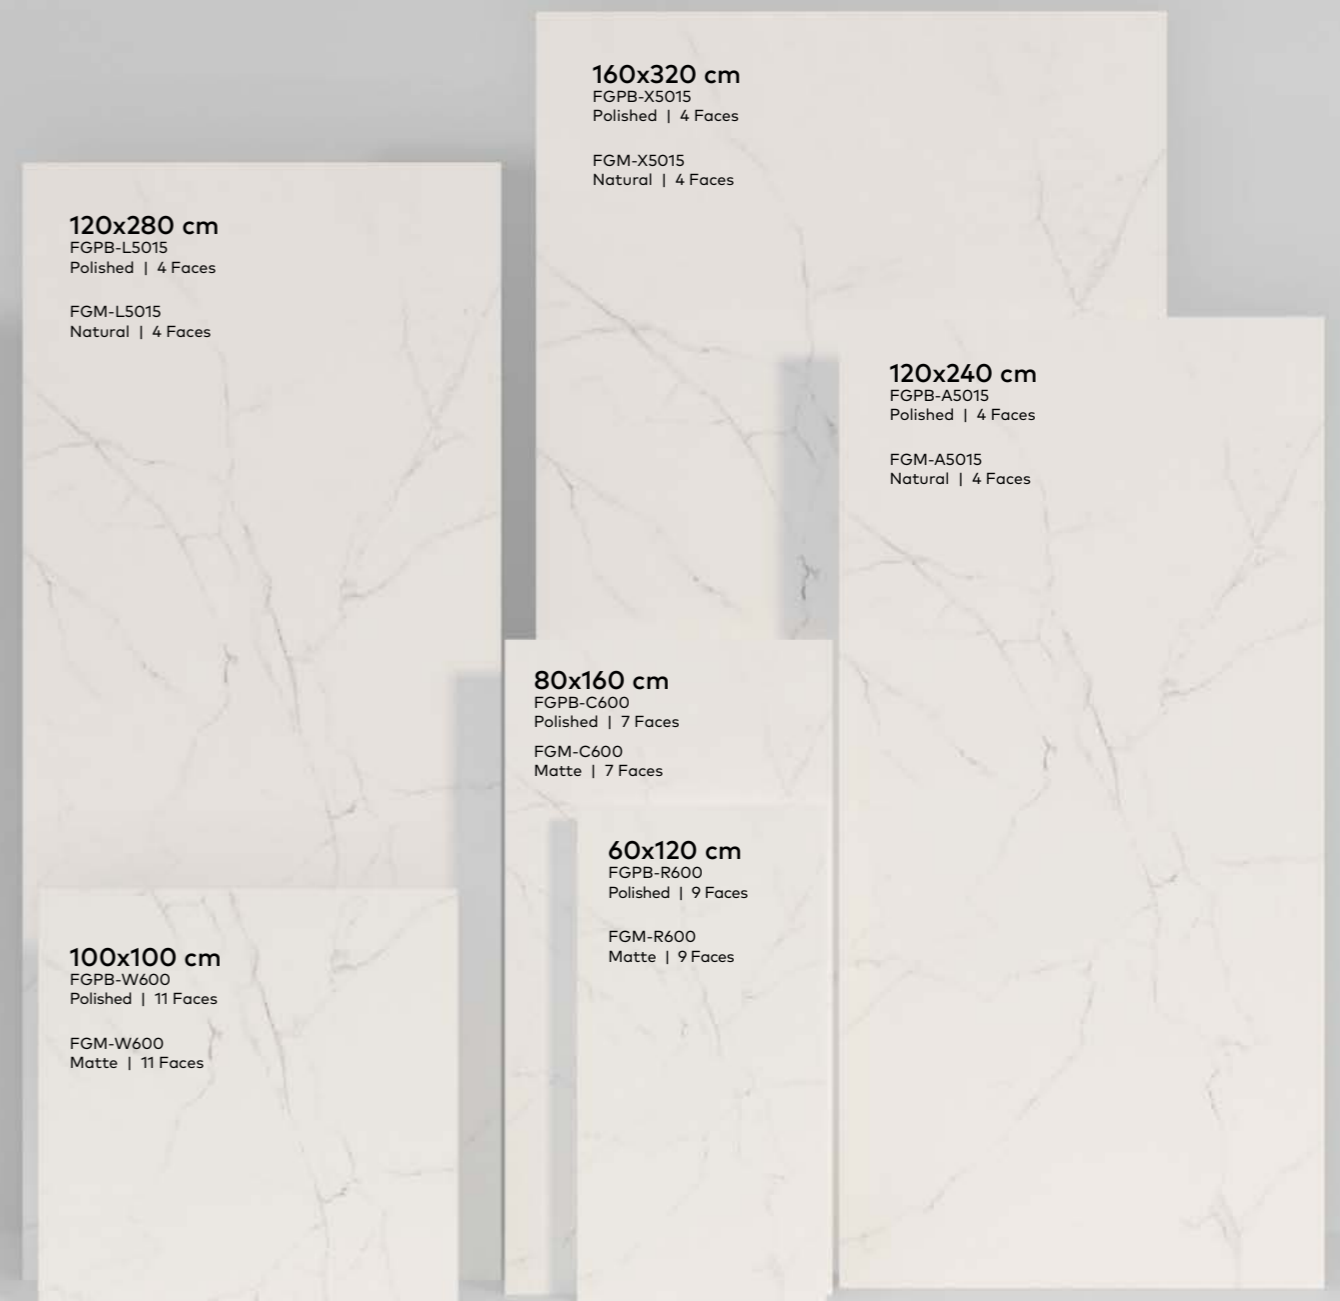 160x320 cm
FGPB-X5015
Polished | 4 Faces
FGM-X5015
Natural | 4 Faces
120x280 cm
FGPB-L5015
Polished | 4 Faces
FGM-L5015
Natural | 4 Faces
120x240 cm
FGPB-A5015
Polished | 4 Faces
FGM-A5015
Natural | 4 Faces
80x160 cm
FGPB-C600
Polished | 7 Faces
FGM-C600
Matte | 7 Faces
60x120 cm
FGPB-R600
Polished | 9 Faces
FGM-R600
Matte | 9 Faces
100x100 cm
FGPB-W600
Polished | 11 Faces
FGM-W600
Matte | 11 Faces